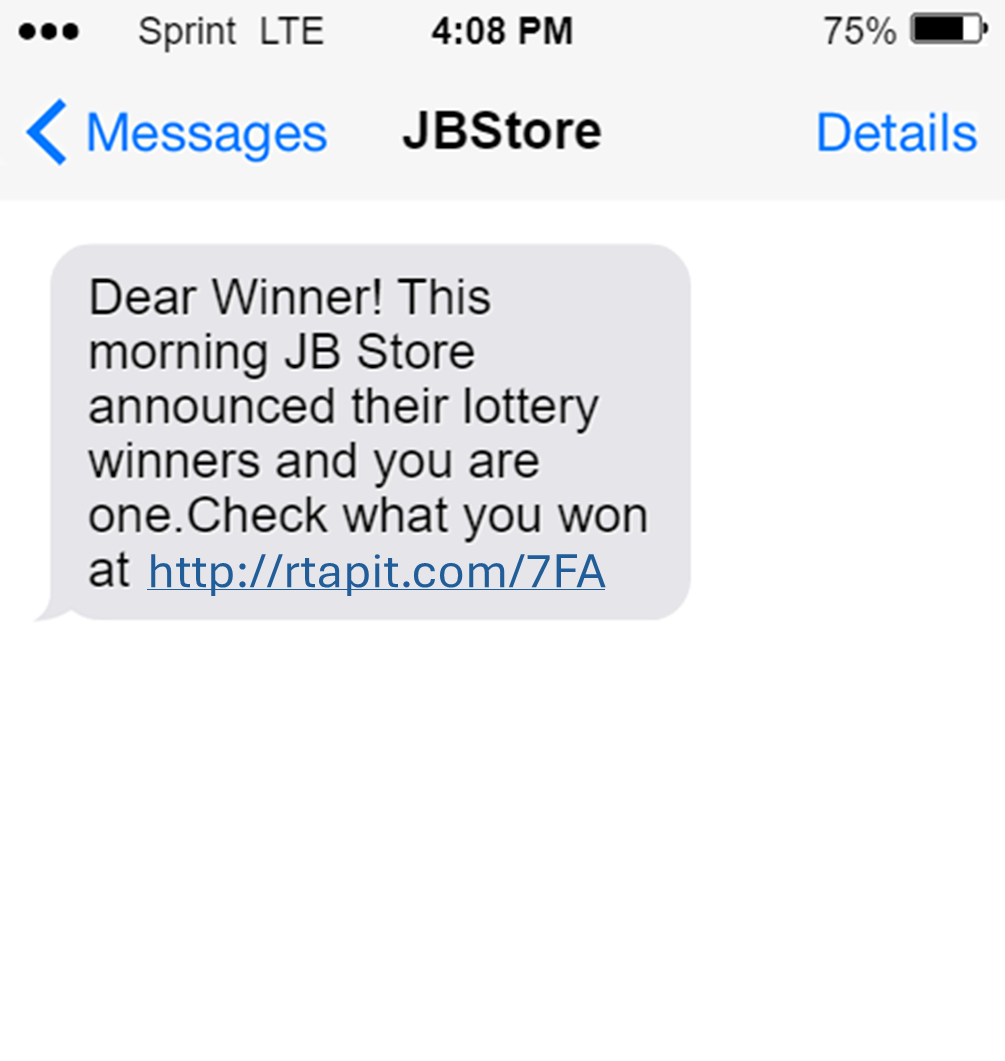 Sprint LTE 4:08 PM 75%
Messages JBStore Details
Dear Winner! This
morning JB Store
announced their lottery
winners and you are
one.Check what you won
at http://rtapit.com/7FA